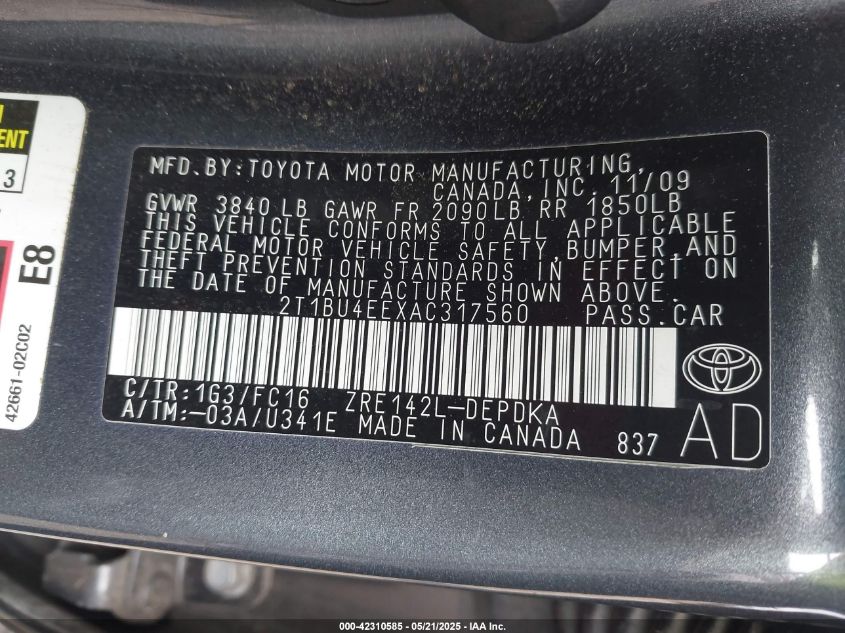 MFD.BY:TOYOTA MOTOR MANUFACTURING,
CANADA, INC. 11/09
GVWR 3840 LB GAWR FR 2090LB RR 1850LB
THIS VEHICLE CONFORMS TO ALL APPLICABLE
FEDERAL MOTOR VEHICLE SAFETY,BUMPER,AND
THEFT PREVENTION STANDARDS IN EFFECT ON
THE DATE OF MANUFACTURE SHOWN ABOVE.
2T1BU4EEXAC317560 PASS.CAR
C/TR:1G3/FC16 ZRE142L-DEPDKA
A/TM:-03A/U341E MADE IN CANADA 837 AD
ENT
13
E8
42661-02C02
000-42310585 - 05/21/2025 - IAA Inc.